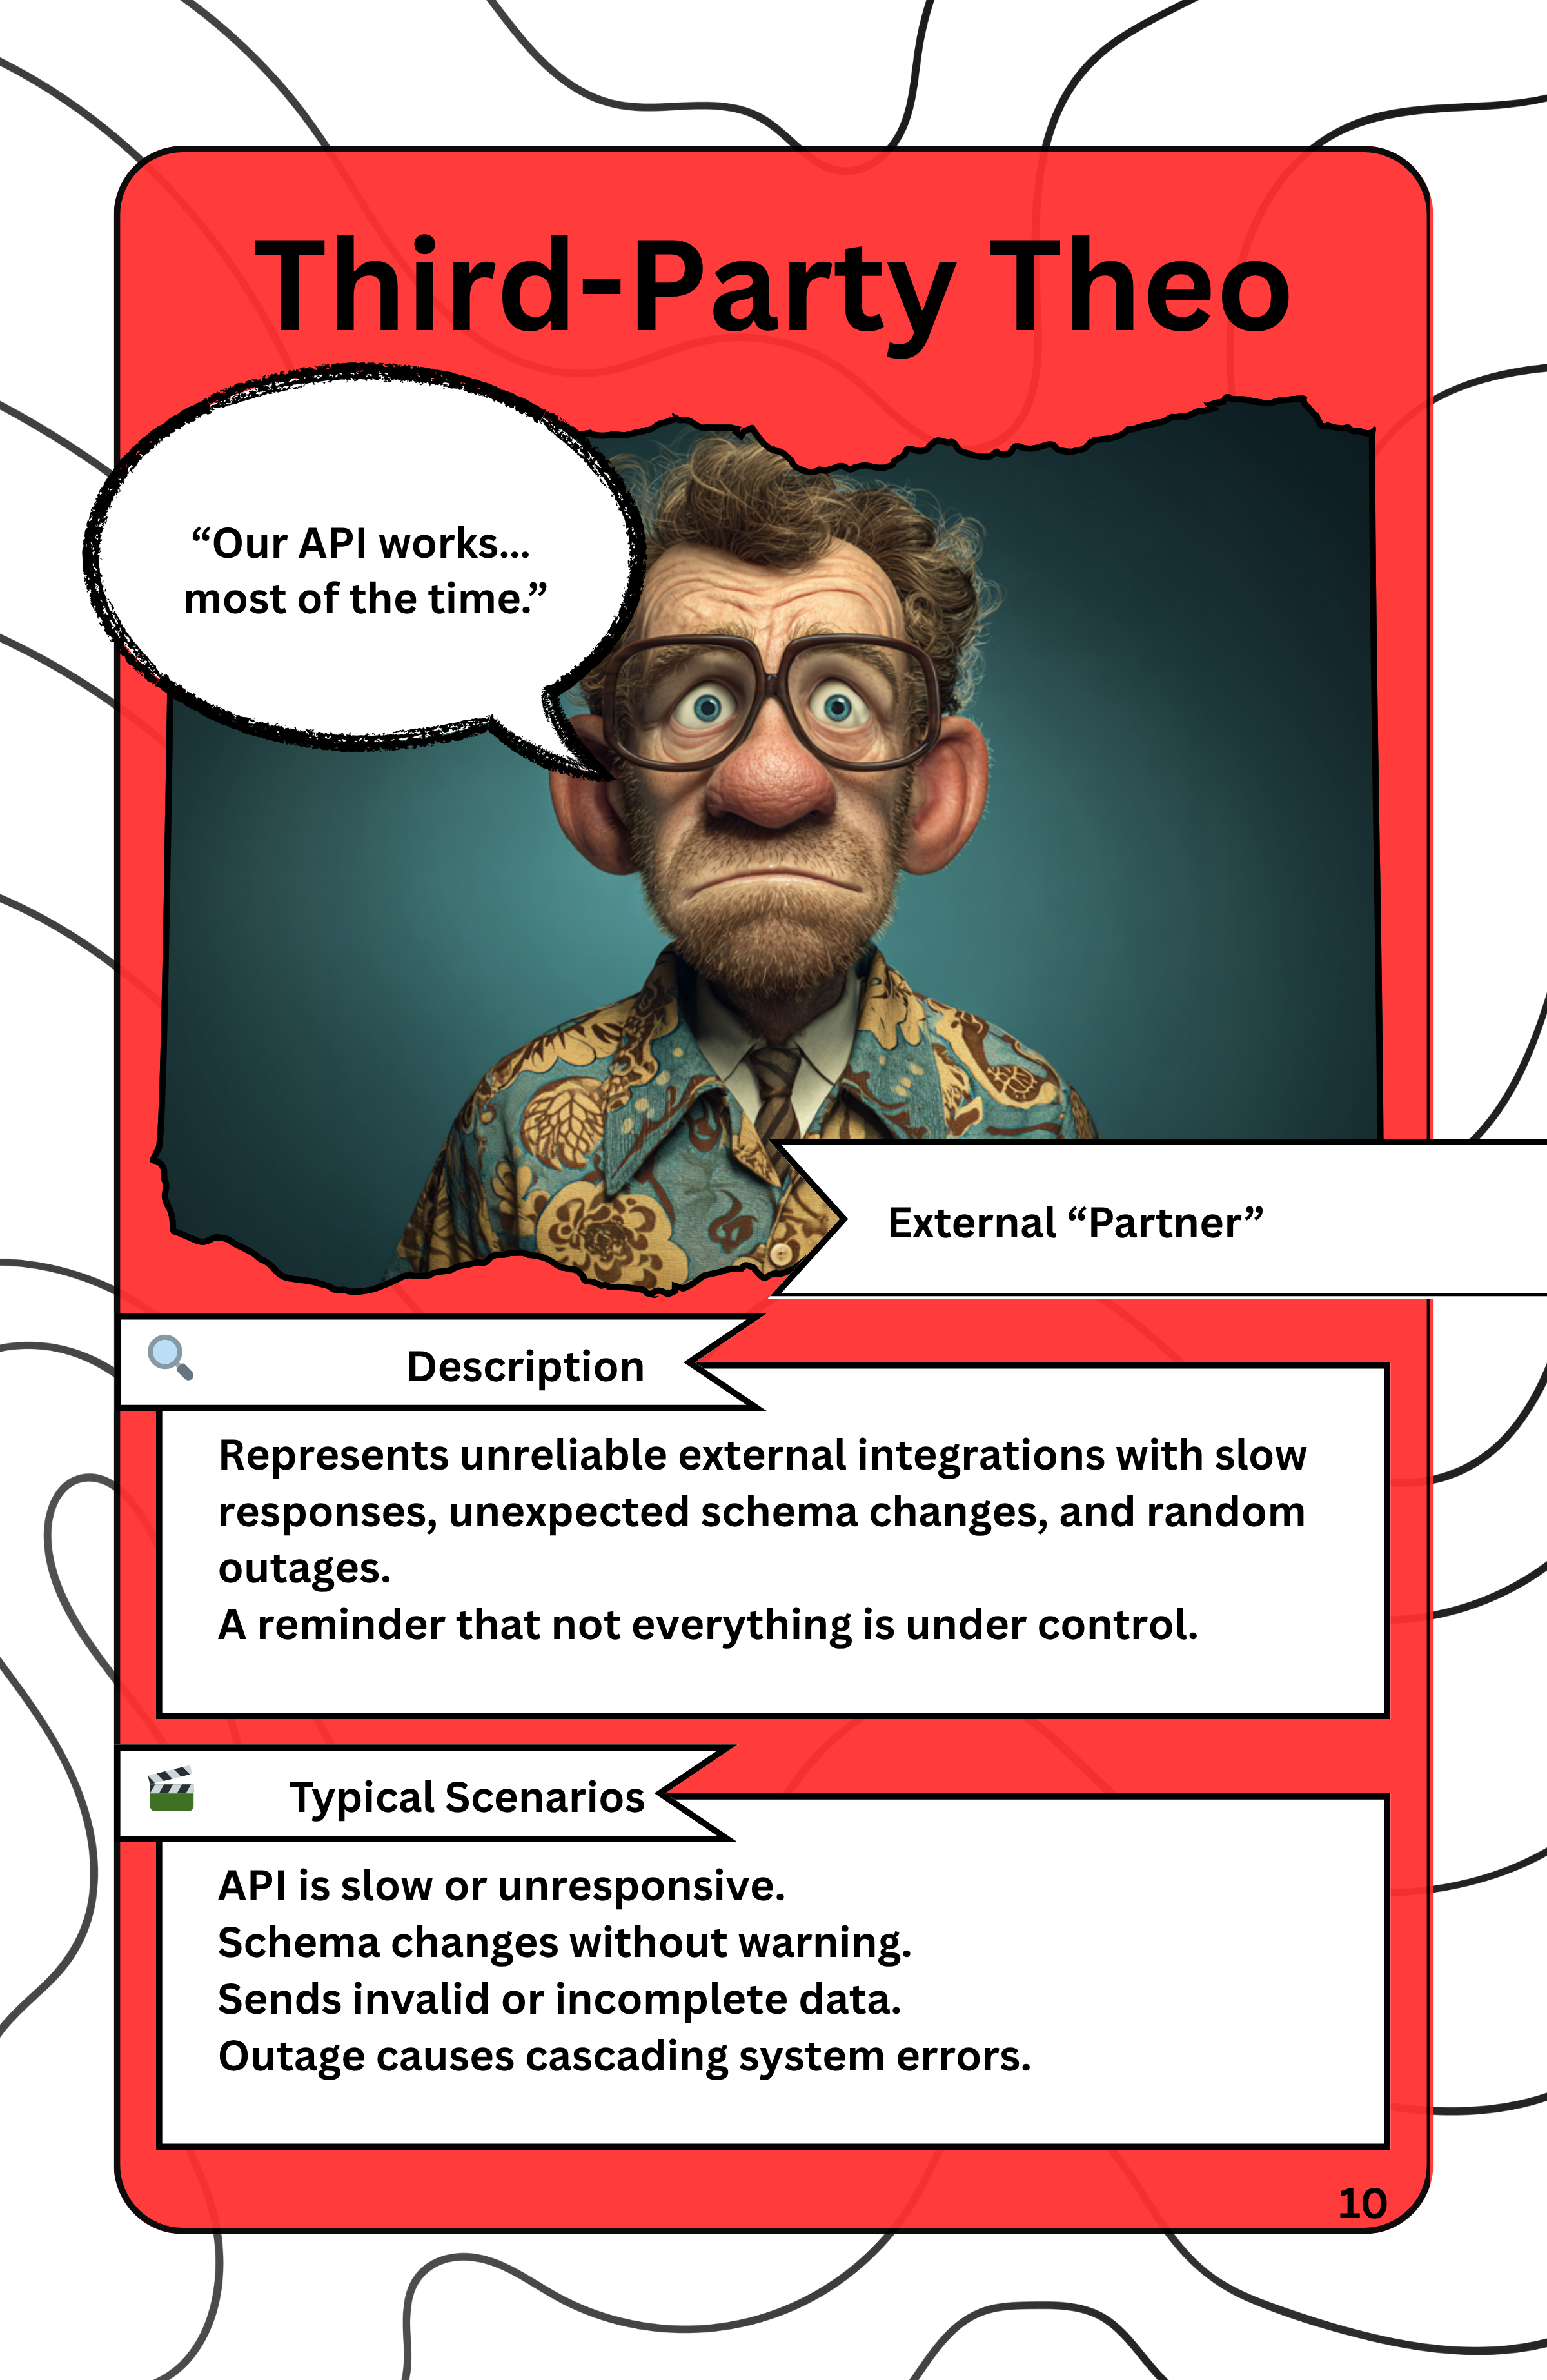 Third-Party Theo
“Our API works...
most of the time.”
External “Partner”
Description
Represents unreliable external integrations with slow
responses, unexpected schema changes, and random
outages.
A reminder that not everything is under control.
Typical Scenarios
API is slow or unresponsive.
Schema changes without warning.
Sends invalid or incomplete data.
Outage causes cascading system errors.
10